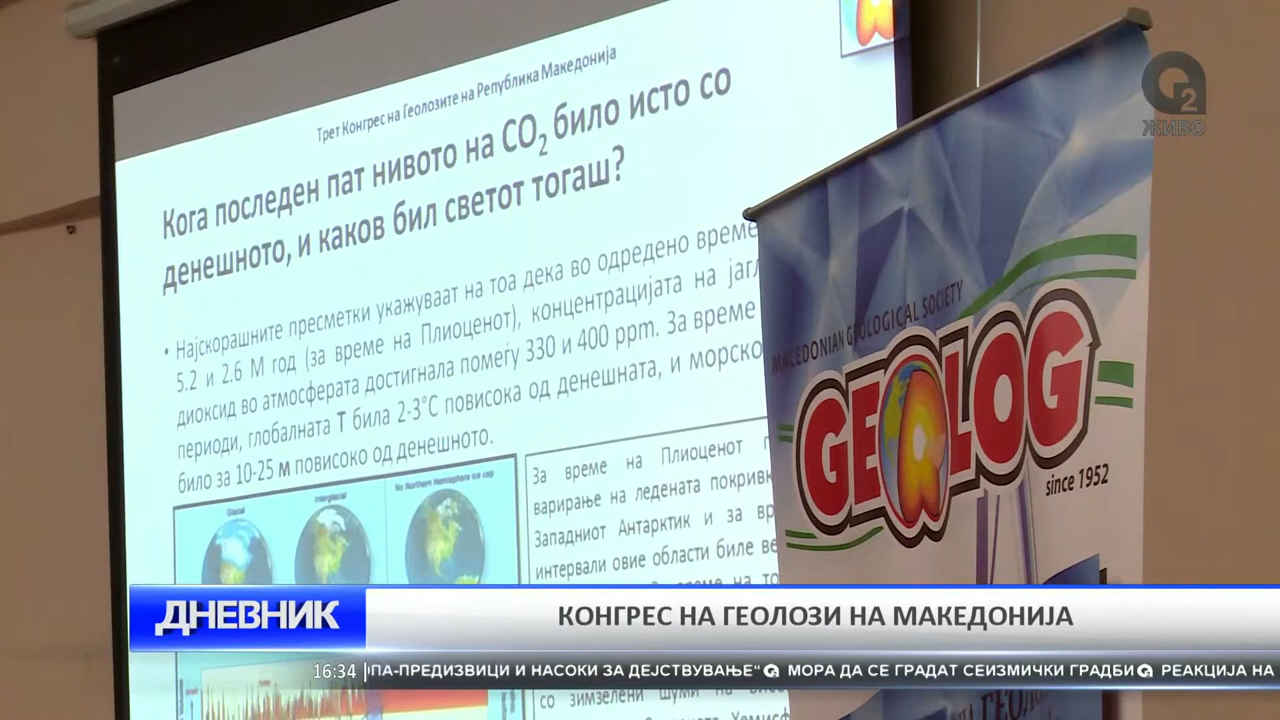 Трет Конгрес на Геолозите на Република Македонија
Кога последен пат нивото на CO2 било исто со
денешното, и каков бил светот тогаш?
• Најскорашните пресметки укажуваат на тоа дека во одредено време
5.2 и 2.6 М год (за време на Плиоценот), концентрацијата на
диоксид во атмосферата достигнала помеѓу 330 и 400 ppm. За време
периоди, глобалната Т била 2-3°C повисока од денешната, и
било за 10-25 м повисоко од денешното.
Glacial
Interglacial
No Northern Hemisphere ice cap
За време на Плиоценот
варирање на ледената
Западниот Антарктик и за
интервали овие области биле
на
со зимзелени шуми на
MACEDONIAN GEOLOGICAL SOCIETY
GEOLOG
since 1952
2
ЖИВО
ДНЕВНИК
КОНГРЕС НА ГЕОЛОЗИ НА МАКЕДОНИЈА
16:34
ПА-ПРЕДИЗВИЦИ И НАСОКИ ЗА ДЕЈСТВУВАЊЕ“ МОРА ДА СЕ ГРАДАТ СЕИЗМИЧКИ ГРАДБИ РЕАКЦИЈА НА